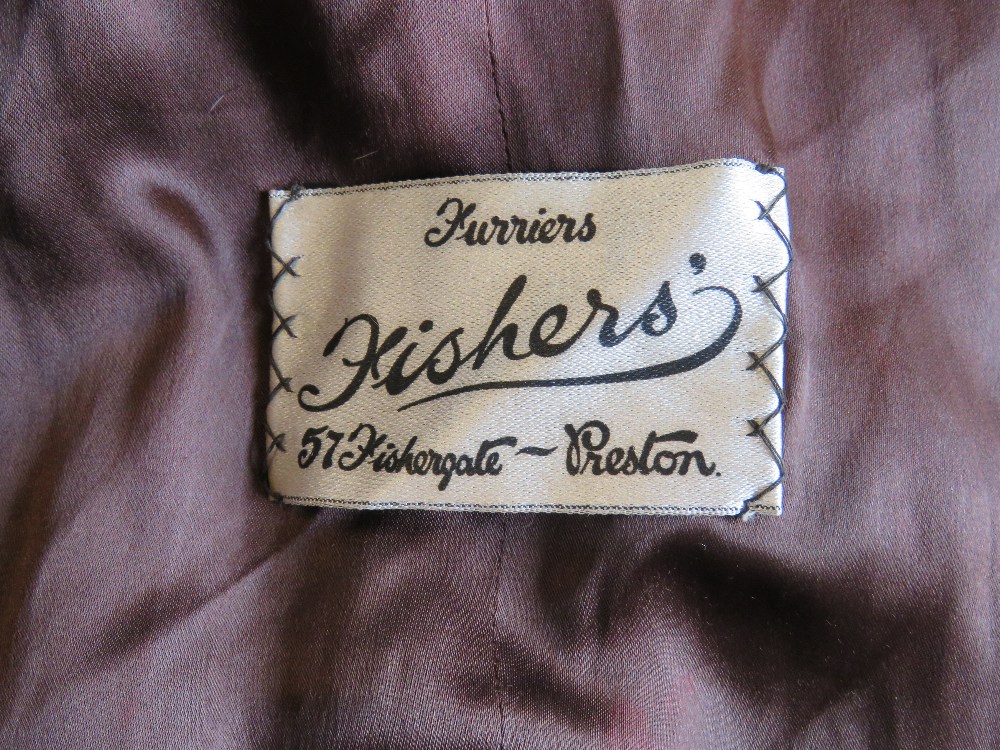 Furriers
Fishers'
57 Fishergate ~ Preston.